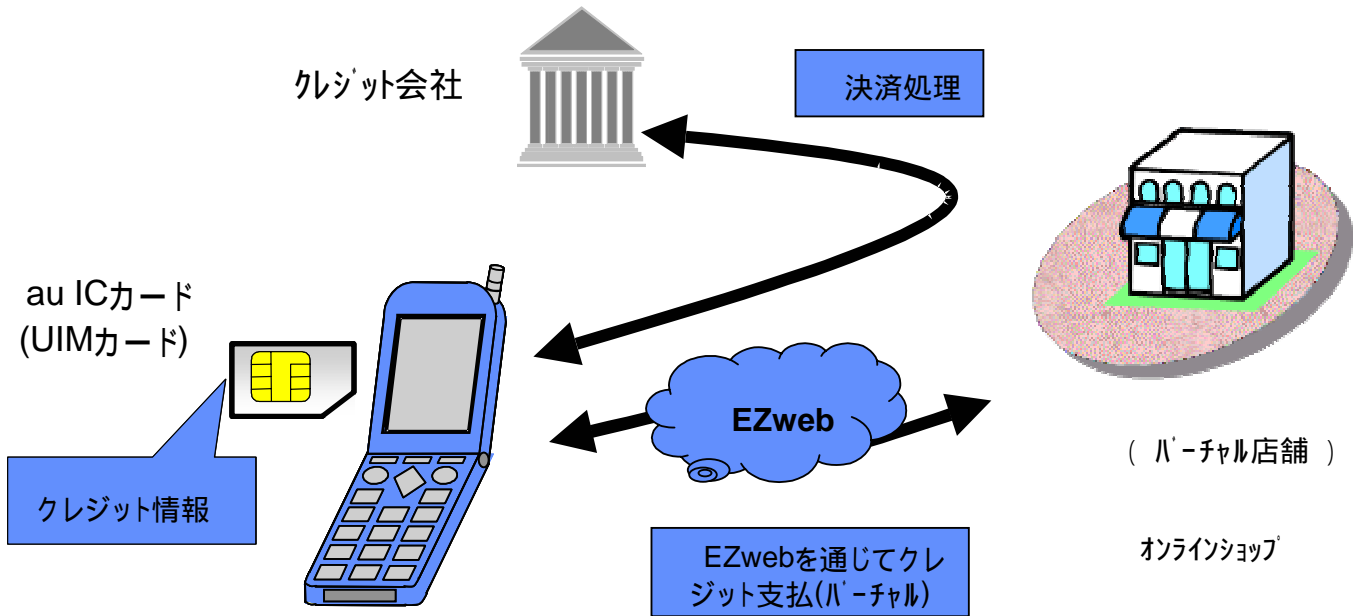 ｸﾚｼﾞｯﾄ会社
決済処理
au ICカード
(UIMカード)
クレジット情報
EZweb
EZwebを通じてクレ
ジット支払(ﾊﾞｰﾁｬﾙ)
( ﾊﾞｰﾁｬﾙ店舗 )
ｵﾝﾗｲﾝｼｮｯﾌﾟ